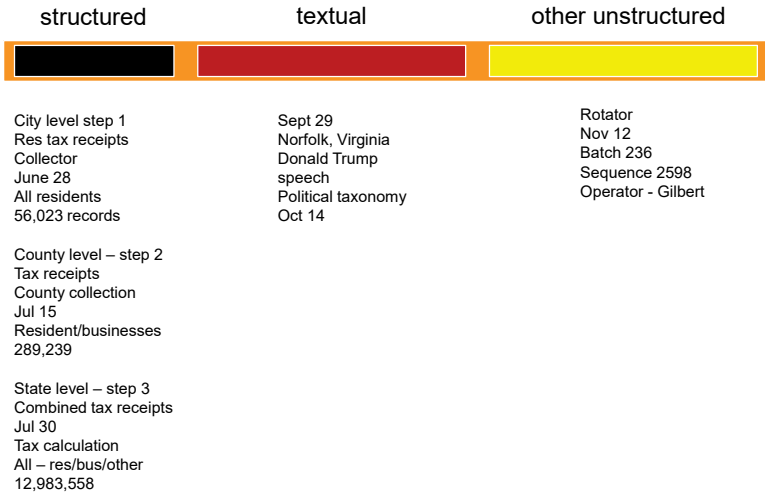 structured
textual
other unstructured
City level step 1
Res tax receipts
Collector
June 28
All residents
56,023 records
County level – step 2
Tax receipts
County collection
Jul 15
Resident/businesses
289,239
State level – step 3
Combined tax receipts
Jul 30
Tax calculation
All – res/bus/other
12,983,558
Sept 29
Norfolk, Virginia
Donald Trump
speech
Political taxonomy
Oct 14
Rotator
Nov 12
Batch 236
Sequence 2598
Operator - Gilbert